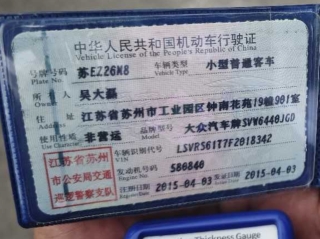 中华人民共和国机动车行驶证
Vehicle License of the People's Republic of China
号牌号码 苏EZ26K8 车辆类型 小型普通客车
Plate No. Vehicle Type
所有人 吴大磊
Owner
住址 江苏省苏州市工业园区钟南花苑19幢901室
Address
使用性质 非营运 品牌型号 大众汽车牌SVW6440JGD
Use Character Model
江苏省苏州 车辆识别代号 LSVRS61T7F2018342
VIN
市公安局交通 发动机号码 586840
Engine No.
巡逻警察支队 注册日期 2015-04-03 发证日期 2015-04-03
Register Date Issue Date
Thickness Gauge